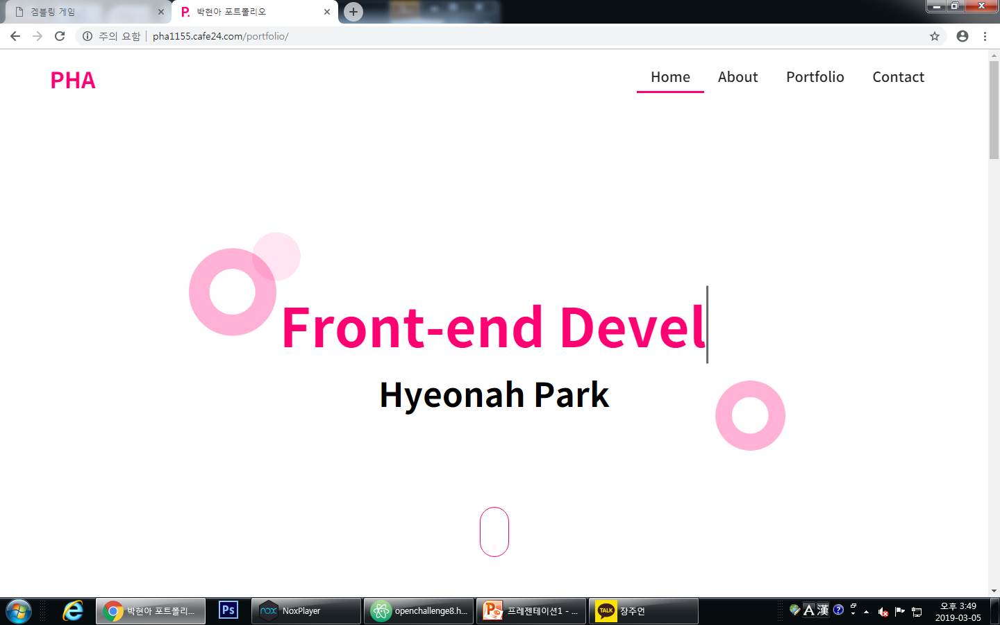 겜블링 게임
P. 박현아 포트폴리오
주의 요함 | pha1155.cafe24.com/portfolio/
PHA
Home About Portfolio Contact
Front-end Devel
Hyeonah Park
박현아 포트폴리...
Ps
nox NoxPlayer
openchallenge8.h...
프레젠테이션1 - ...
TALK 장주언
A 漢
오후 3:49
2019-03-05